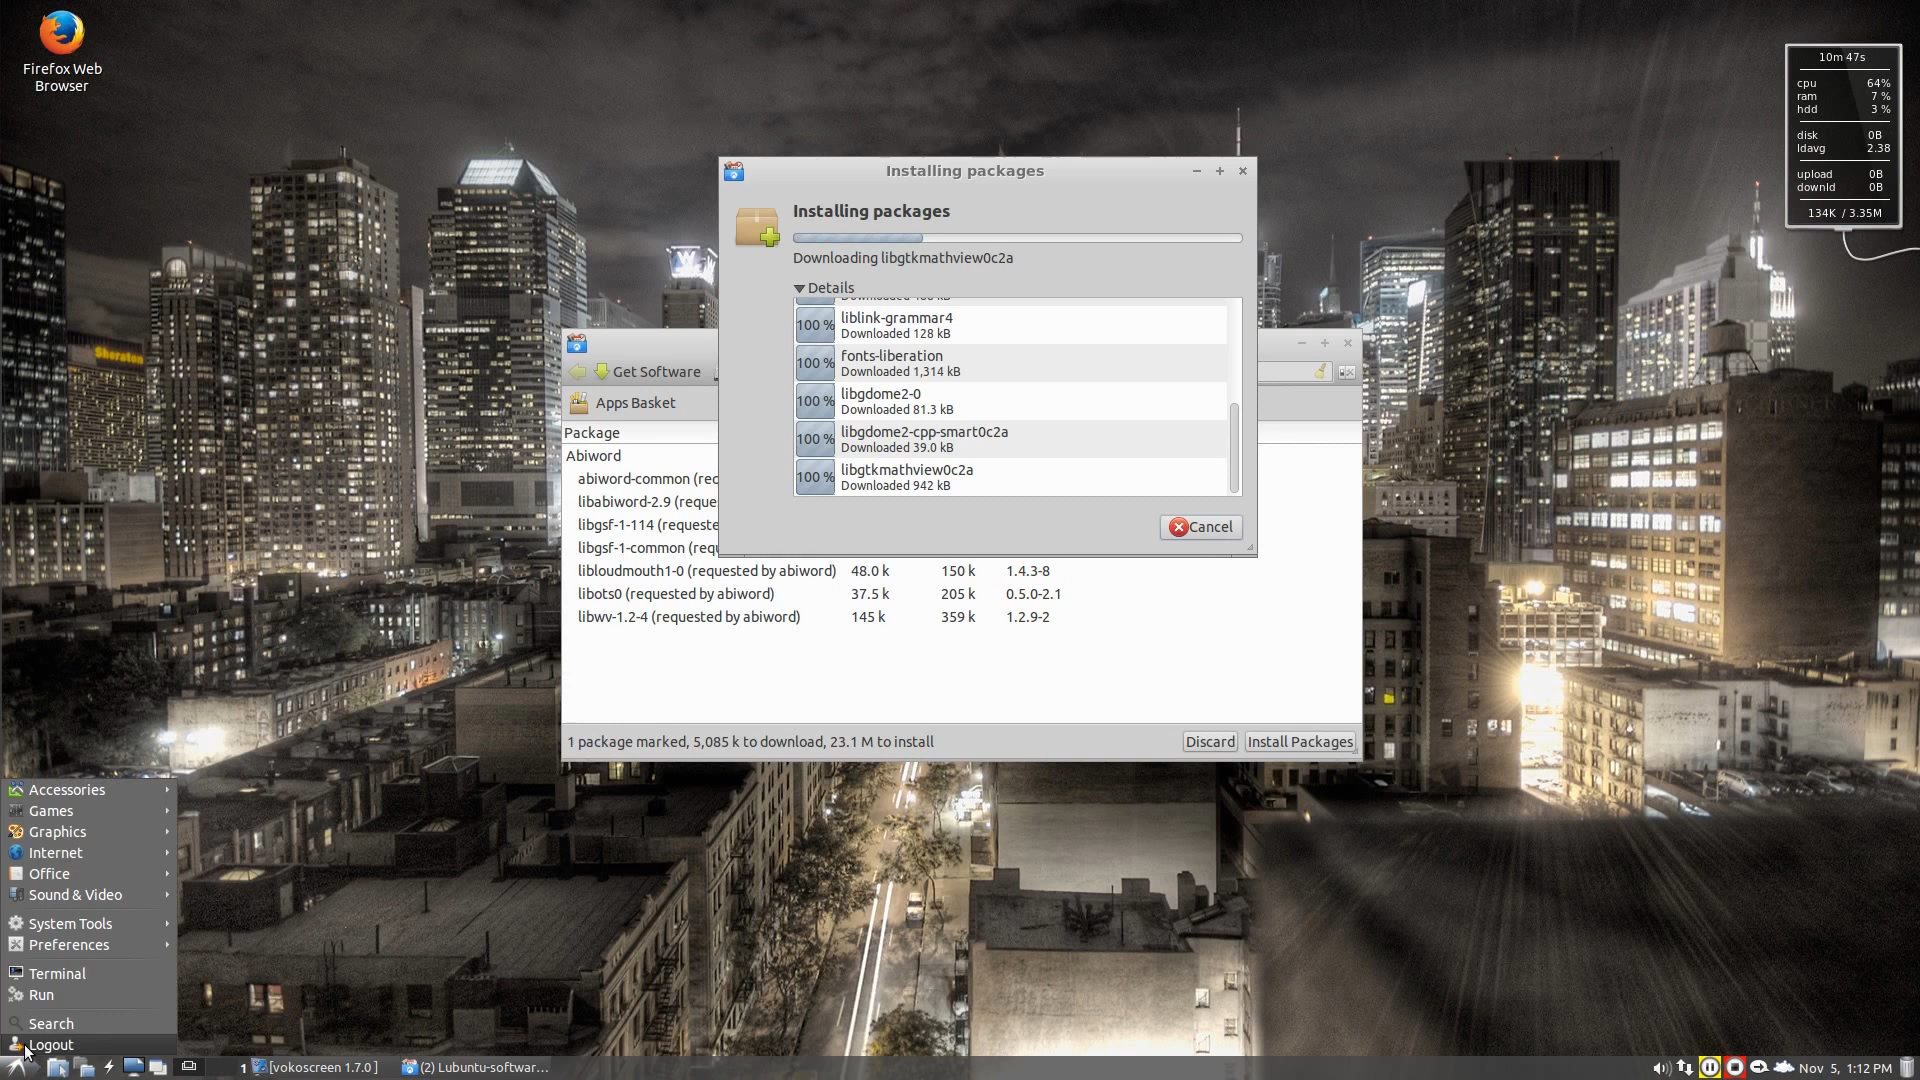 Firefox Web
Browser
10m 47s
cpu 64%
ram 7 %
hdd 3 %
disk 0B
ldavg 2.38
upload 0B
downld 0B
134K / 3.35M
Installing packages
Installing packages
Downloading libgtkmathview0c2a
Details
100 % liblink-grammar4
Downloaded 128 kB
100 % fonts-liberation
Downloaded 1,314 kB
100 % libgdome2-0
Downloaded 81.3 kB
100 % libgdome2-cpp-smart0c2a
Downloaded 39.0 kB
100 % libgtkmathview0c2a
Downloaded 942 kB
Cancel
Get Software
Apps Basket
Package
Abiword
abiword-common (rec
libabiword-2.9 (reque
libgsf-1-114 (requeste
libgsf-1-common (requ
libloudmouth1-0 (requested by abiword) 48.0 k 150 k 1.4.3-8
libots0 (requested by abiword) 37.5 k 205 k 0.5.0-2.1
libwv-1.2-4 (requested by abiword) 145 k 359 k 1.2.9-2
1 package marked, 5,085 k to download, 23.1 M to install
Discard
Install Packages
Sheraton
Accessories
Games
Graphics
Internet
Office
Sound & Video
System Tools
Preferences
Terminal
Run
Search
Logout
1 [vokoscreen 1.7.0 ] (2) Lubuntu-softwar... Nov 5, 1:12 PM